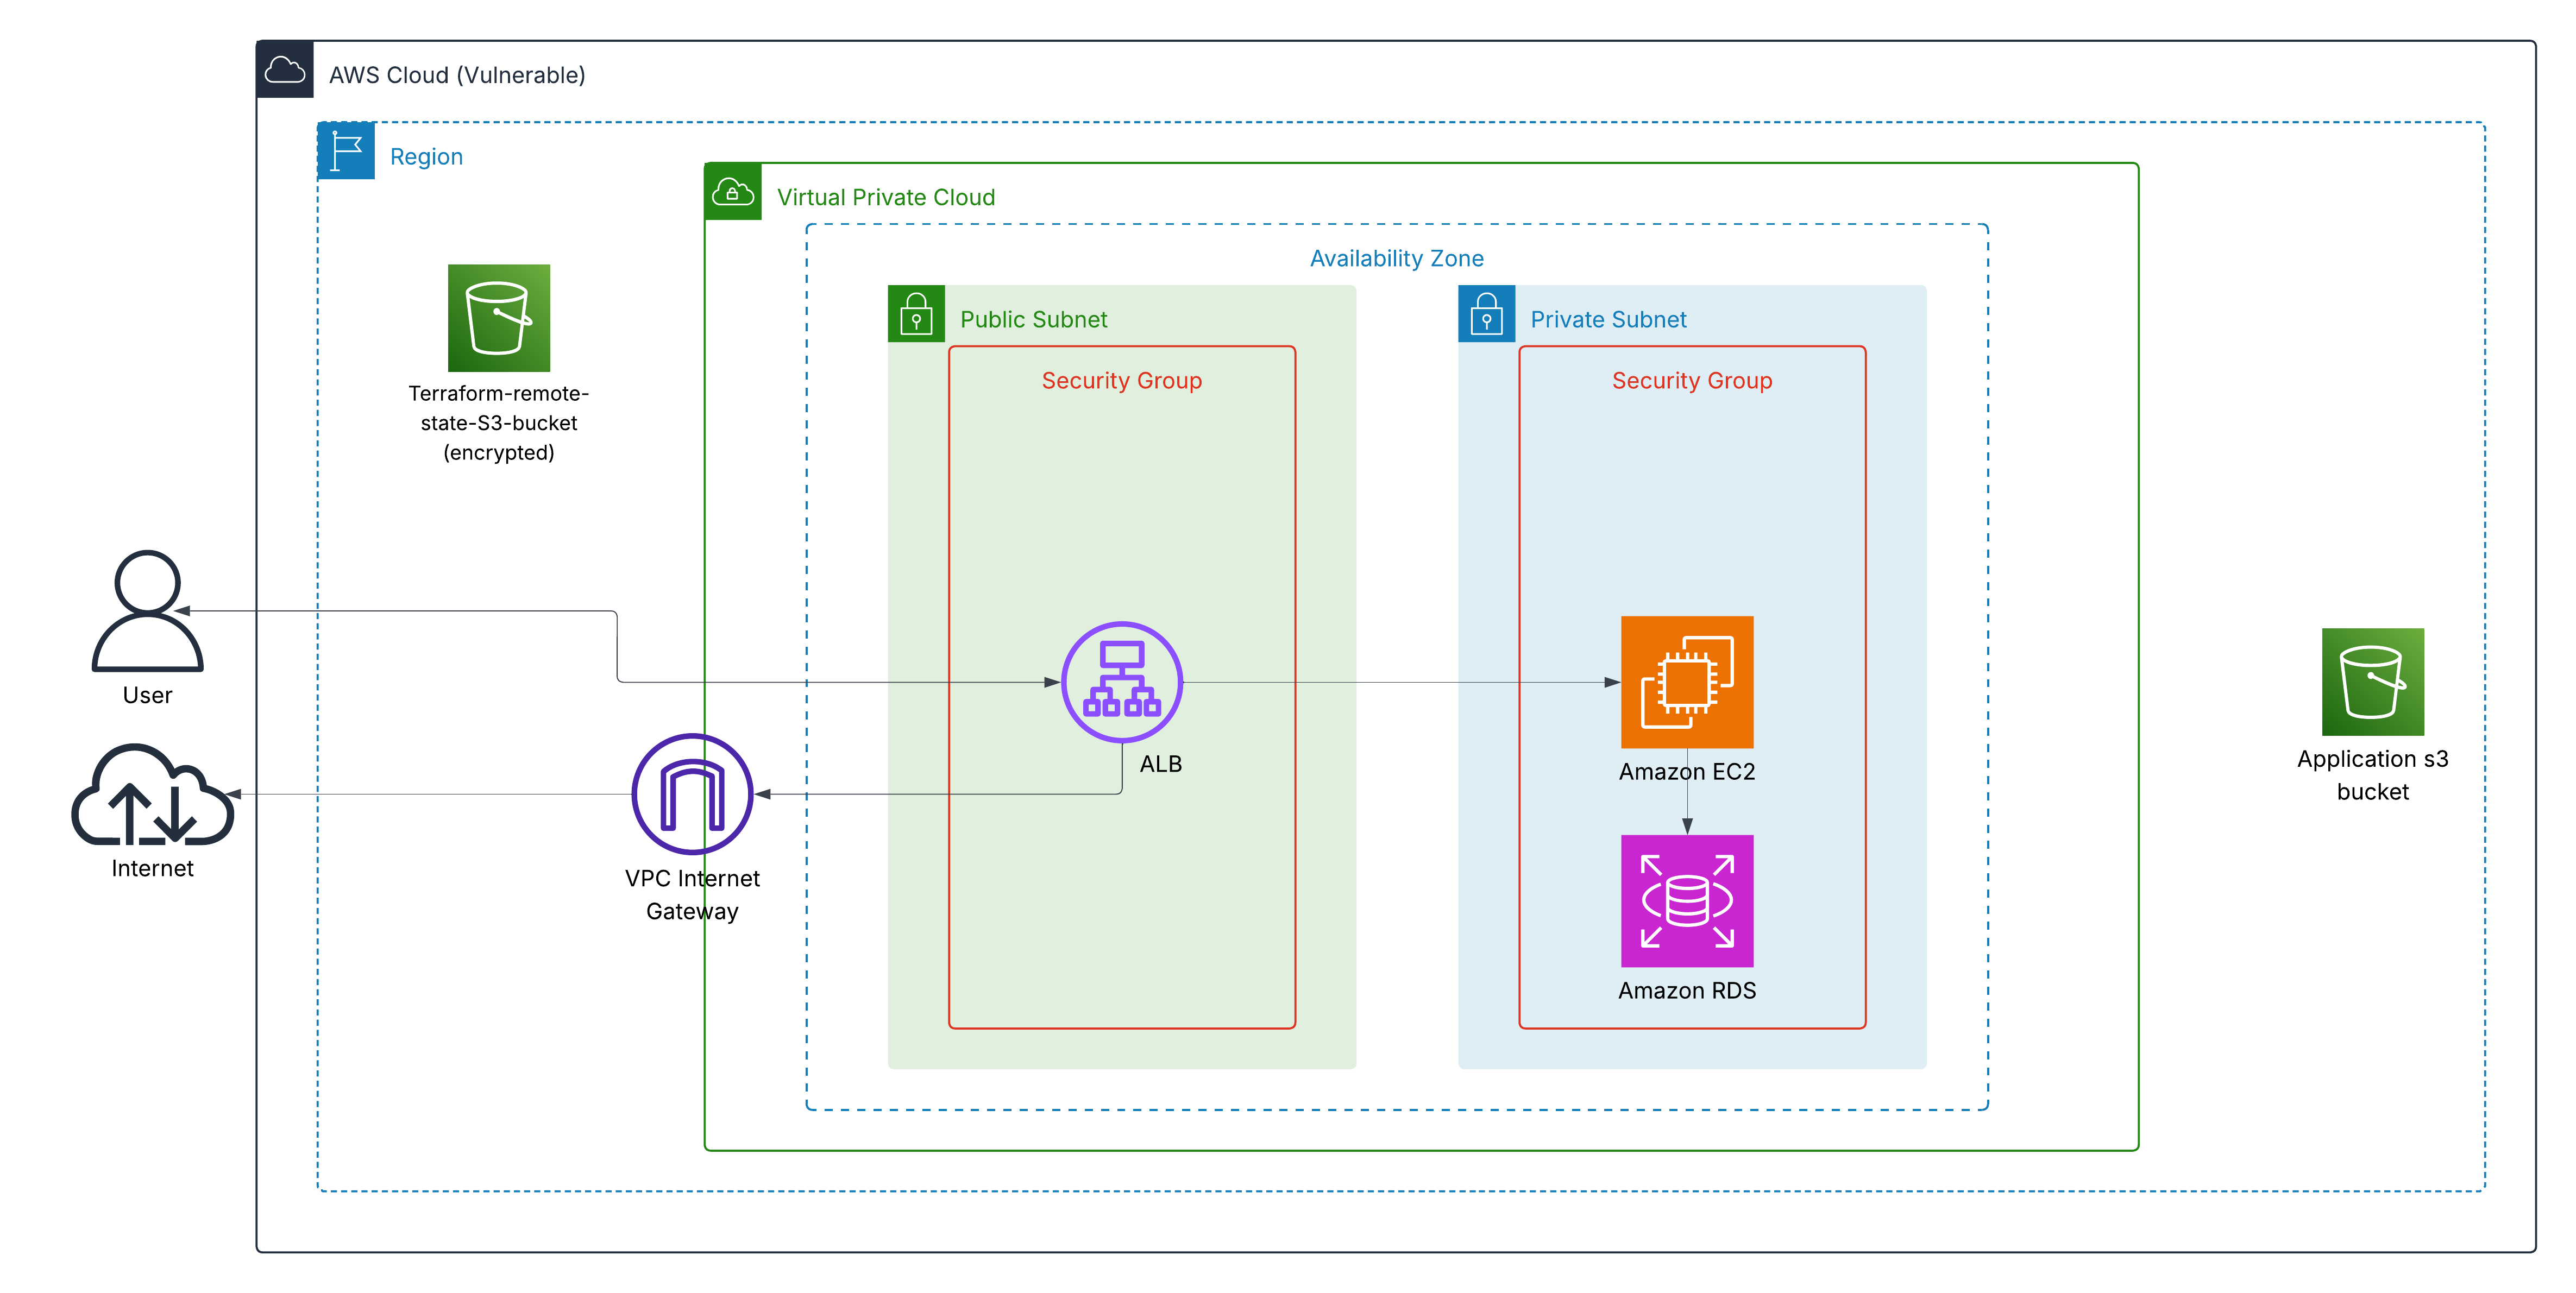 AWS Cloud (Vulnerable)
Region
Virtual Private Cloud
Availability Zone
Public Subnet
Private Subnet
Security Group
Security Group
Terraform-remote-
state-S3-bucket
(encrypted)
User
ALB
Amazon EC2
Application s3
bucket
Internet
VPC Internet
Gateway
Amazon RDS